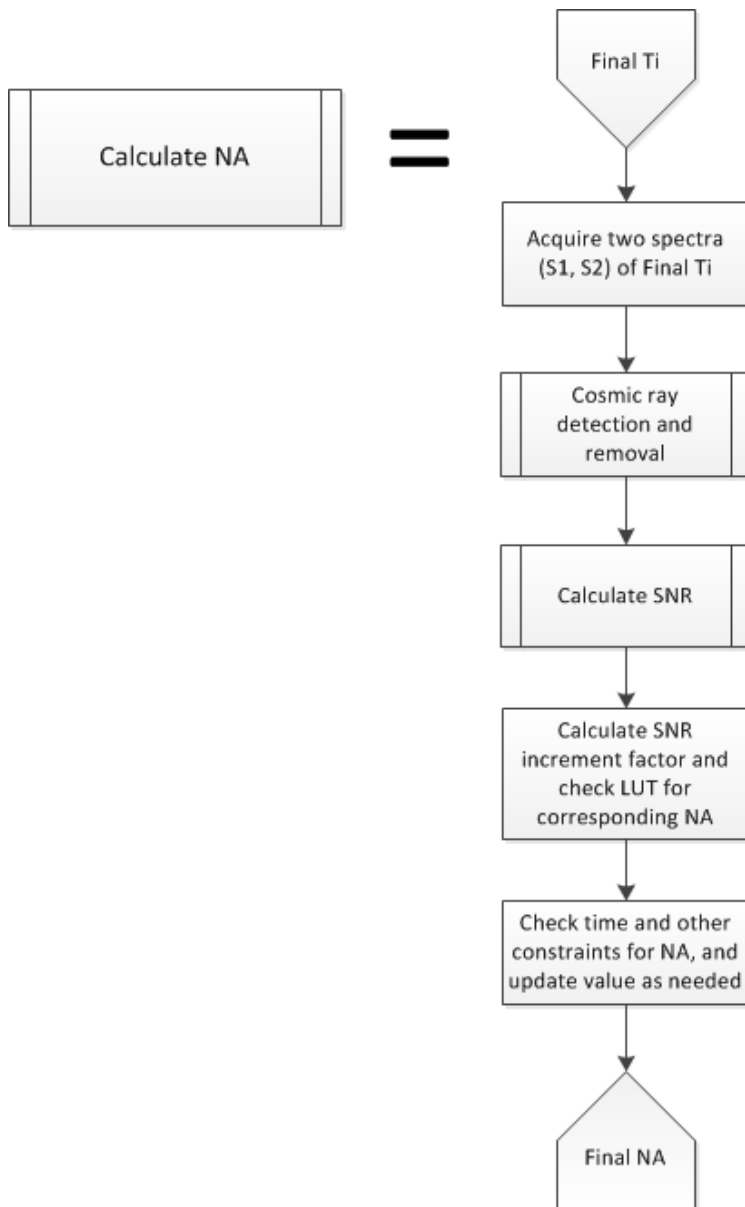 Calculate NA
=
Final Ti
Acquire two spectra
(S1, S2) of Final Ti
Cosmic ray
detection and
removal
Calculate SNR
Calculate SNR
increment factor and
check LUT for
corresponding NA
Check time and other
constraints for NA, and
update value as needed
Final NA